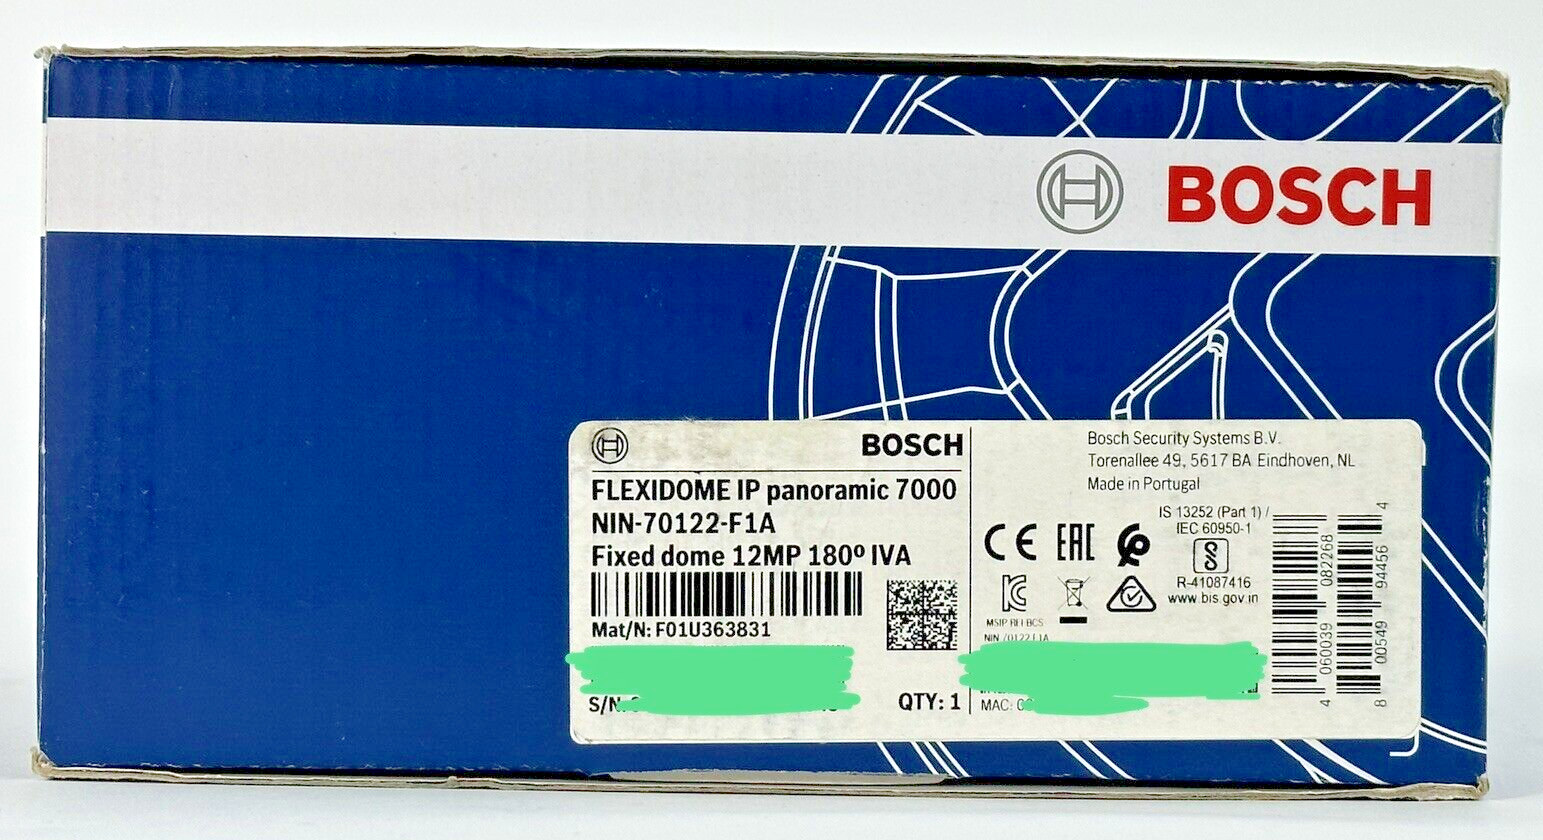 BOSCH
BOSCH
FLEXIDOME IP panoramic 7000
NIN-70122-F1A
Fixed dome 12MP 180º IVA
Mat/N: F01U363831
S/N:
QTY: 1
Bosch Security Systems B.V.
Torenallee 49, 5617 BA Eindhoven, NL
Made in Portugal
IS 13252 (Part 1) /
IEC 60950-1
CE EAC
R-41087416
www.bis.gov.in
MSIP REI BCS
NIN 70122 F1A
MAC:
4 060039 082268
8 00549 94456 4